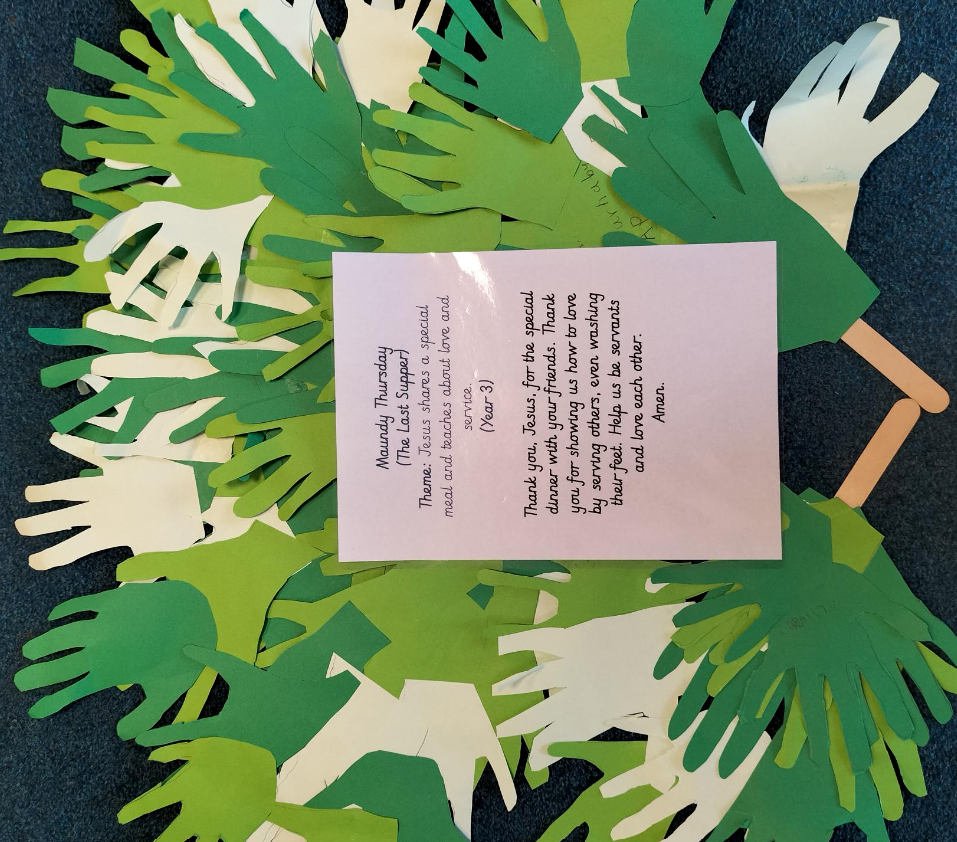 Maundy Thursday
(The Last Supper)
Theme: Jesus shares a special
meal and teaches about love and
service.
(Year 3)
Thank you, Jesus, for the special
dinner with your friends. Thank
you for showing us how to love
by serving others, even washing
their feet. Help us be servants
and love each other.
Amen.